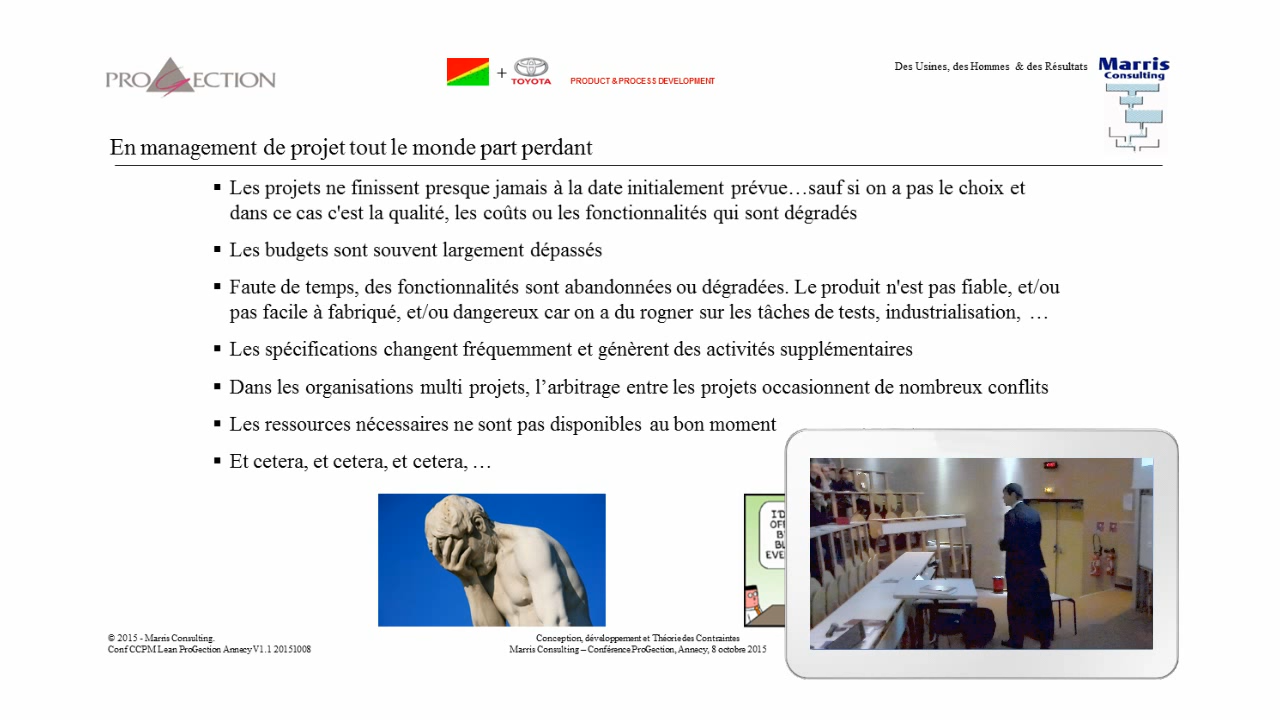 PROGECTION
+
TOYOTA
PRODUCT & PROCESS DEVELOPMENT
Des Usines, des Hommes & des Résultats
Marris
Consulting
En management de projet tout le monde part perdant
▪ Les projets ne finissent presque jamais à la date initialement prévue…sauf si on a pas le choix et
dans ce cas c'est la qualité, les coûts ou les fonctionnalités qui sont dégradés
▪ Les budgets sont souvent largement dépassés
▪ Faute de temps, des fonctionnalités sont abandonnées ou dégradées. Le produit n'est pas fiable, et/ou
pas facile à fabriqué, et/ou dangereux car on a du rogner sur les tâches de tests, industrialisation, …
▪ Les spécifications changent fréquemment et génèrent des activités supplémentaires
▪ Dans les organisations multi projets, l’arbitrage entre les projets occasionnent de nombreux conflits
▪ Les ressources nécessaires ne sont pas disponibles au bon moment
▪ Et cetera, et cetera, et cetera, …
I'D
OF
B
BL
EVE
© 2015 - Marris Consulting.
Conf CCPM Lean ProGection Annecy V1.1 20151008
Conception, développement et Théorie des Contraintes
Marris Consulting – Conférence ProGection, Annecy, 8 octobre 2015